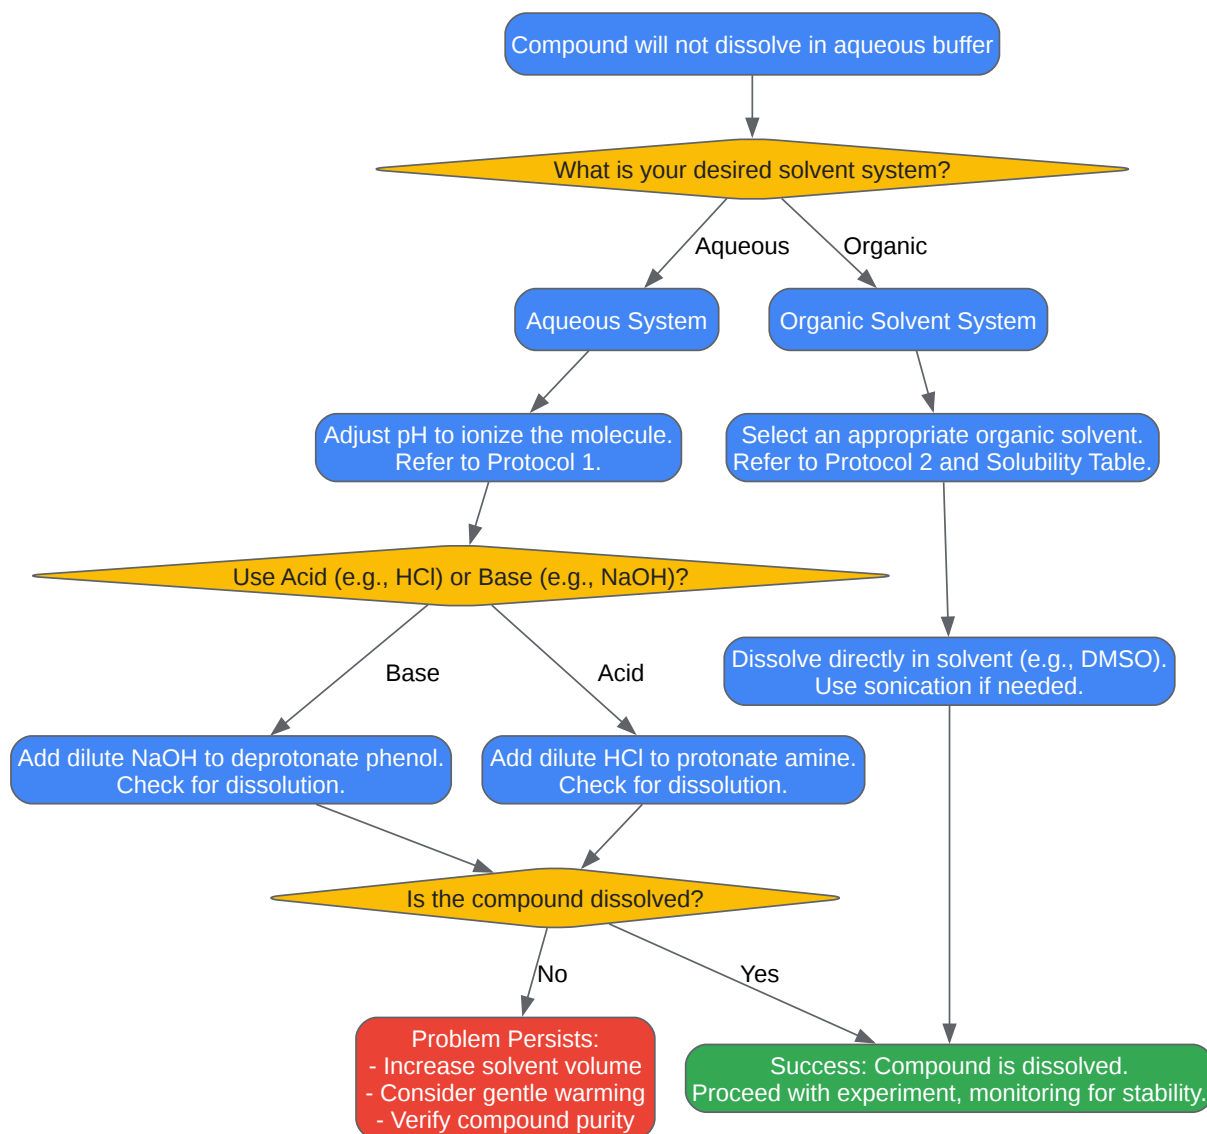 Compound will not dissolve in aqueous buffer
What is your desired solvent system?
Aqueous
Organic
Aqueous System
Organic Solvent System
Adjust pH to ionize the molecule.
Refer to Protocol 1.
Select an appropriate organic solvent.
Refer to Protocol 2 and Solubility Table.
Use Acid (e.g., HCl) or Base (e.g., NaOH)?
Base
Acid
Dissolve directly in solvent (e.g., DMSO).
Use sonication if needed.
Add dilute NaOH to deprotonate phenol.
Check for dissolution.
Add dilute HCl to protonate amine.
Check for dissolution.
Is the compound dissolved?
No
Yes
Problem Persists:
- Increase solvent volume
- Consider gentle warming
- Verify compound purity
Success: Compound is dissolved.
Proceed with experiment, monitoring for stability.